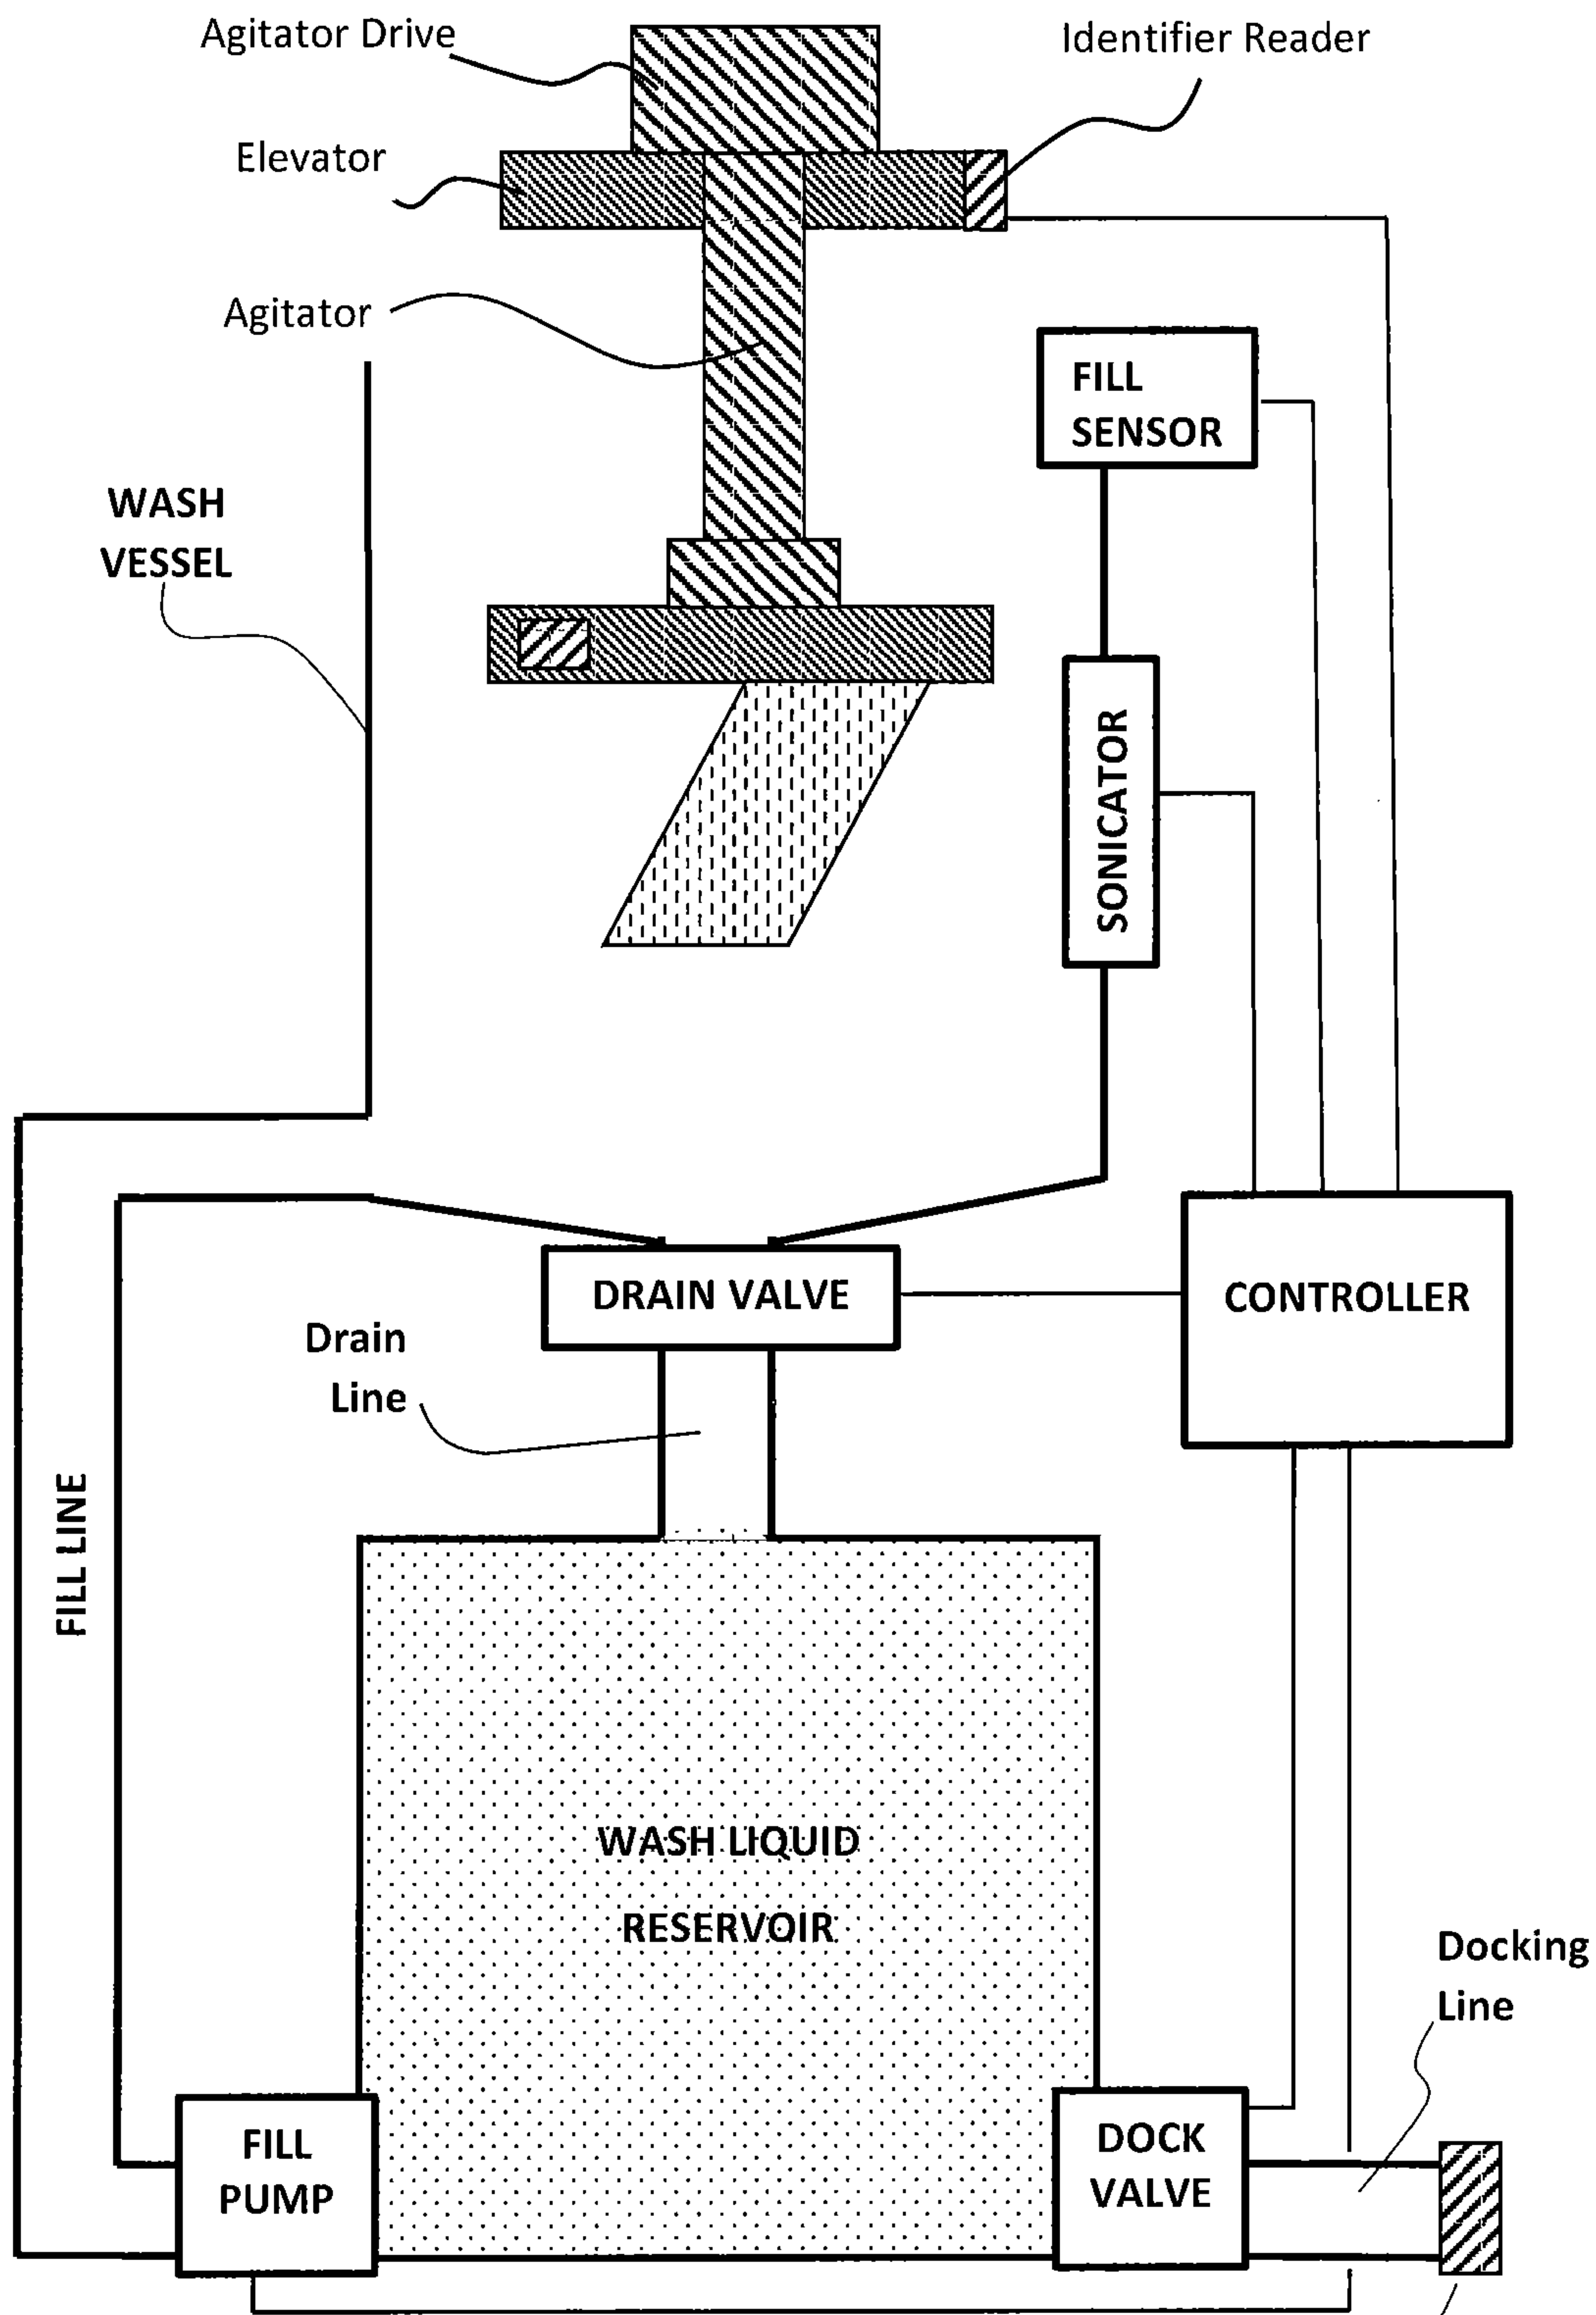 Agitator Drive
Identifier Reader
Elevator
Agitator
FILL
SENSOR
WASH
VESSEL
SONICATOR
DRAIN VALVE
CONTROLLER
Drain
Line
FILL LINE
WASH LIQUID
RESERVOIR
Docking
Line
FILL
PUMP
DOCK
VALVE